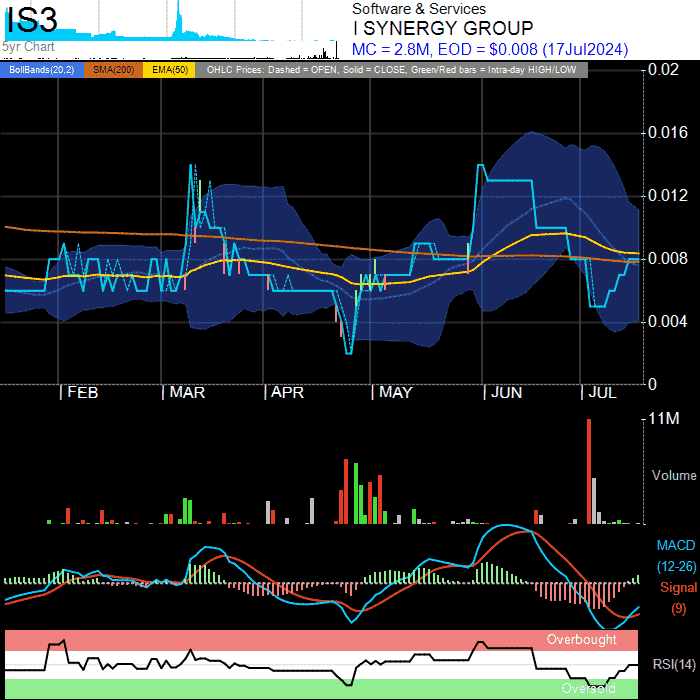 IS3
Software & Services
I SYNERGY GROUP
5yr Chart
MC = 2.8M, EOD = $0.008 (17Jul2024)
BollBands(20,2) SMA(200) EMA(50) OHLC Prices: Dashed = OPEN, Solid = CLOSE, Green/Red bars = Intra-day HIGH/LOW
0.02
0.016
0.012
0.008
0.004
0
FEB MAR APR MAY JUN JUL
11M
Volume
MACD
(12-26)
Signal
(9)
Overbought
RSI(14)
Oversold